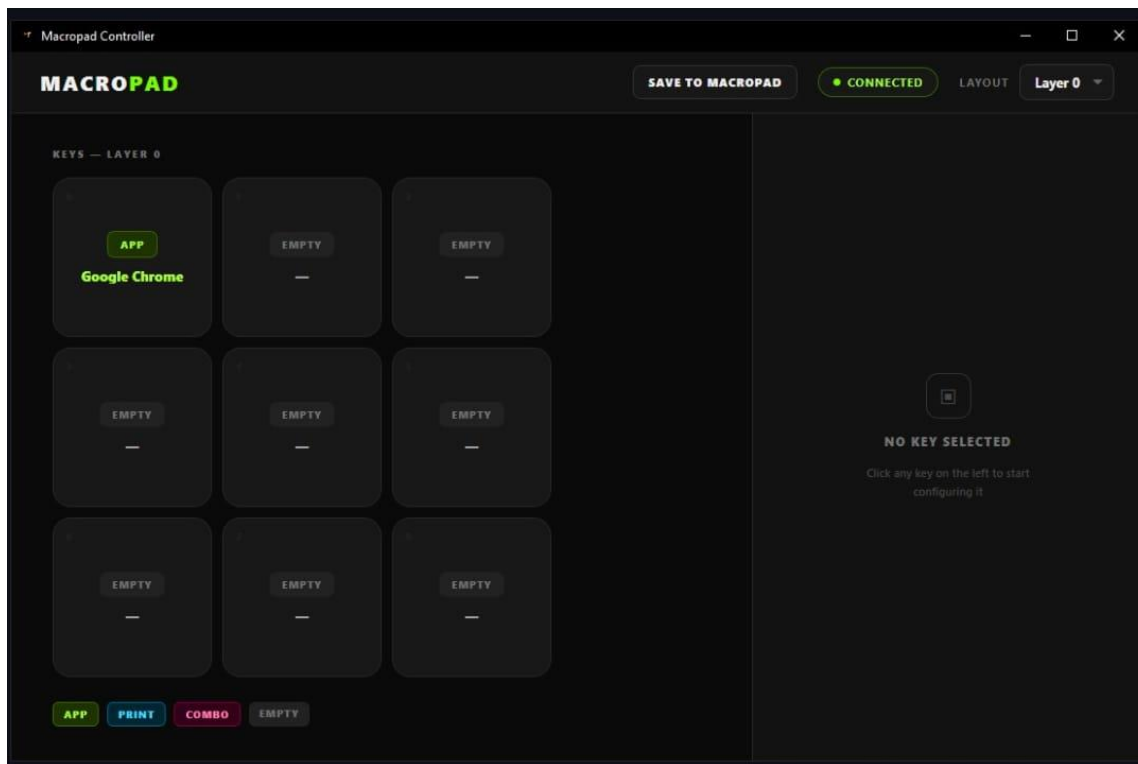 Macropad Controller
MACROPAD
SAVE TO MACROPAD
CONNECTED
LAYOUT
Layer 0
KEYS — LAYER 0
APP
Google Chrome
EMPTY
—
EMPTY
—
EMPTY
—
EMPTY
—
EMPTY
—
EMPTY
—
EMPTY
—
EMPTY
—
APP PRINT COMBO EMPTY
NO KEY SELECTED
Click any key on the left to start
configuring it